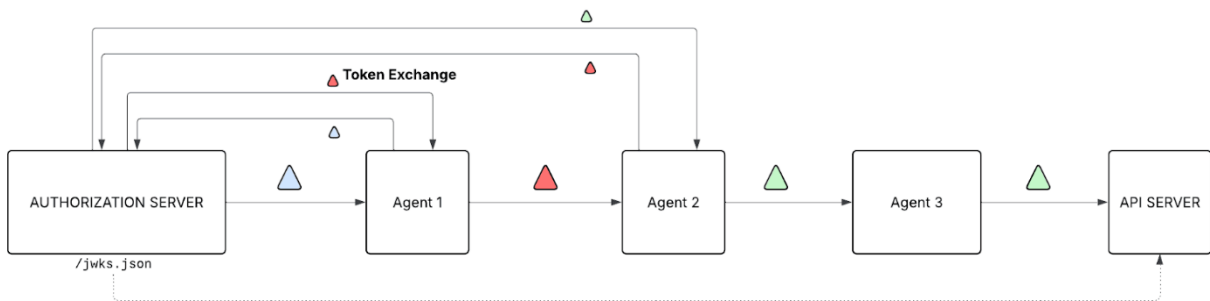 Token Exchange
AUTHORIZATION SERVER
Agent 1
Agent 2
Agent 3
API SERVER
/jwks.json